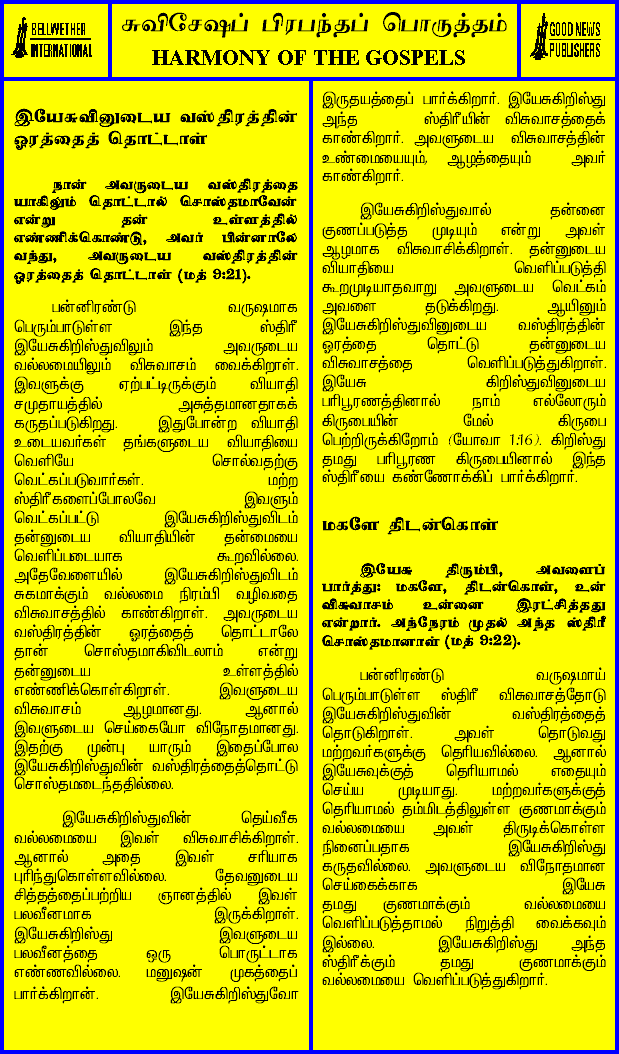 BELLWETHER
INTERNATIONAL
சுவிசேஷப் பிரபந்தப் பொருத்தம்
HARMONY OF THE GOSPELS
GOOD NEWS
PUBLISHERS
இயேசுவினுடைய வஸ்திரத்தின்
ஓரத்தைத் தொட்டாள்
நான் அவருடைய வஸ்திரத்தை
யாகிலும் தொட்டால் சொஸ்தமாவேன்
என்று தன் உள்ளத்தில்
எண்ணிக்கொண்டு, அவர் பின்னாலே
வந்து, அவருடைய வஸ்திரத்தின்
ஓரத்தைத் தொட்டாள் (மத் 9:21).
பன்னிரண்டு வருஷமாக
பெரும்பாடுள்ள இந்த ஸ்திரீ
இயேசுகிறிஸ்துவிலும் அவருடைய
வல்லமையிலும் விசுவாசம் வைக்கிறாள்.
இவளுக்கு ஏற்பட்டிருக்கும் வியாதி
சமுதாயத்தில் அசுத்தமானதாகக்
கருதப்படுகிறது. இதுபோன்ற வியாதி
உடையவர்கள் தங்களுடைய வியாதியை
வெளியே சொல்வதற்கு
வெட்கப்படுவார்கள். மற்ற
ஸ்திரீகளைப்போலவே இவளும்
வெட்கப்பட்டு இயேசுகிறிஸ்துவிடம்
தன்னுடைய வியாதியின் தன்மையை
வெளிப்படையாக கூறவில்லை.
அதேவேளையில் இயேசுகிறிஸ்துவிடம்
சுகமாக்கும் வல்லமை நிரம்பி வழிவதை
விசுவாசத்தில் காண்கிறாள். அவருடைய
வஸ்திரத்தின் ஓரத்தைத் தொட்டாலே
தான் சொஸ்தமாகிவிடலாம் என்று
தன்னுடைய உள்ளத்தில்
எண்ணிக்கொள்கிறாள். இவளுடைய
விசுவாசம் ஆழமானது. ஆனால்
இவளுடைய செய்கையோ விநோதமானது.
இதற்கு முன்பு யாரும் இதைப்போல
இயேசுகிறிஸ்துவின் வஸ்திரத்தைத்தொட்டு
சொஸ்தமடைந்ததில்லை.
இயேசுகிறிஸ்துவின் தெய்வீக
வல்லமையை இவள் விசுவாசிக்கிறாள்.
ஆனால் அதை இவள் சரியாக
புரிந்துகொள்ளவில்லை. தேவனுடைய
சித்தத்தைப்பற்றிய ஞானத்தில் இவள்
பலவீனமாக இருக்கிறாள்.
இயேசுகிறிஸ்து இவளுடைய
பலவீனத்தை ஒரு பொருட்டாக
எண்ணவில்லை. மனுஷன் முகத்தைப்
பார்க்கிறான். இயேசுகிறிஸ்துவோ
இருதயத்தைப் பார்க்கிறார். இயேசுகிறிஸ்து
அந்த ஸ்திரீயின் விசுவாசத்தைக்
காண்கிறார். அவளுடைய விசுவாசத்தின்
உண்மையையும், ஆழத்தையும் அவர்
காண்கிறார்.
இயேசுகிறிஸ்துவால் தன்னை
குணப்படுத்த முடியும் என்று அவள்
ஆழமாக விசுவாசிக்கிறாள். தன்னுடைய
வியாதியை வெளிப்படுத்தி
கூறமுடியாதவாறு அவளுடைய வெட்கம்
அவளை தடுக்கிறது. ஆயினும்
இயேசுகிறிஸ்துவினுடைய வஸ்திரத்தின்
ஓரத்தை தொட்டு தன்னுடைய
விசுவாசத்தை வெளிப்படுத்துகிறாள்.
இயேசு கிறிஸ்துவினுடைய
பரிபூரணத்தினால் நாம் எல்லோரும்
கிருபையின் மேல் கிருபை
பெற்றிருக்கிறோம் (யோவா 1:16). கிறிஸ்து
தமது பரிபூரண கிருபையினால் இந்த
ஸ்திரீயை கண்ணோக்கிப் பார்க்கிறார்.
மகளே திடன்கொள்
இயேசு திரும்பி, அவளைப்
பார்த்து: மகளே, திடன்கொள், உன்
விசுவாசம் உன்னை இரட்சித்தது
என்றார். அந்நேரம் முதல் அந்த ஸ்திரீ
சொஸ்தமானாள் (மத் 9:22).
பன்னிரண்டு வருஷமாய்
பெரும்பாடுள்ள ஸ்திரீ விசுவாசத்தோடு
இயேசுகிறிஸ்துவின் வஸ்திரத்தைத்
தொடுகிறாள். அவள் தொடுவது
மற்றவர்களுக்கு தெரியவில்லை. ஆனால்
இயேசுவுக்குத் தெரியாமல் எதையும்
செய்ய முடியாது. மற்றவர்களுக்குத்
தெரியாமல் தம்மிடத்திலுள்ள குணமாக்கும்
வல்லமையை அவள் திருடிக்கொள்ள
நினைப்பதாக இயேசுகிறிஸ்து
கருதவில்லை. அவளுடைய விநோதமான
செய்கைக்காக இயேசு
தமது குணமாக்கும் வல்லமையை
வெளிப்படுத்தாமல் நிறுத்தி வைக்கவும்
இல்லை. இயேசுகிறிஸ்து அந்த
ஸ்திரீக்கும் தமது குணமாக்கும்
வல்லமையை வெளிப்படுத்துகிறார்.